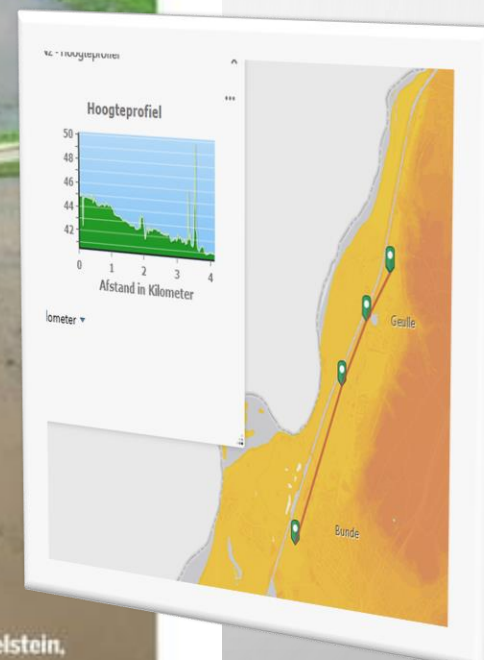 Hoogteprofiel
50
48
46
44
42
0 1 2 3 4
Afstand in Kilometer
lometer
Geulle
Bunde
elstein,